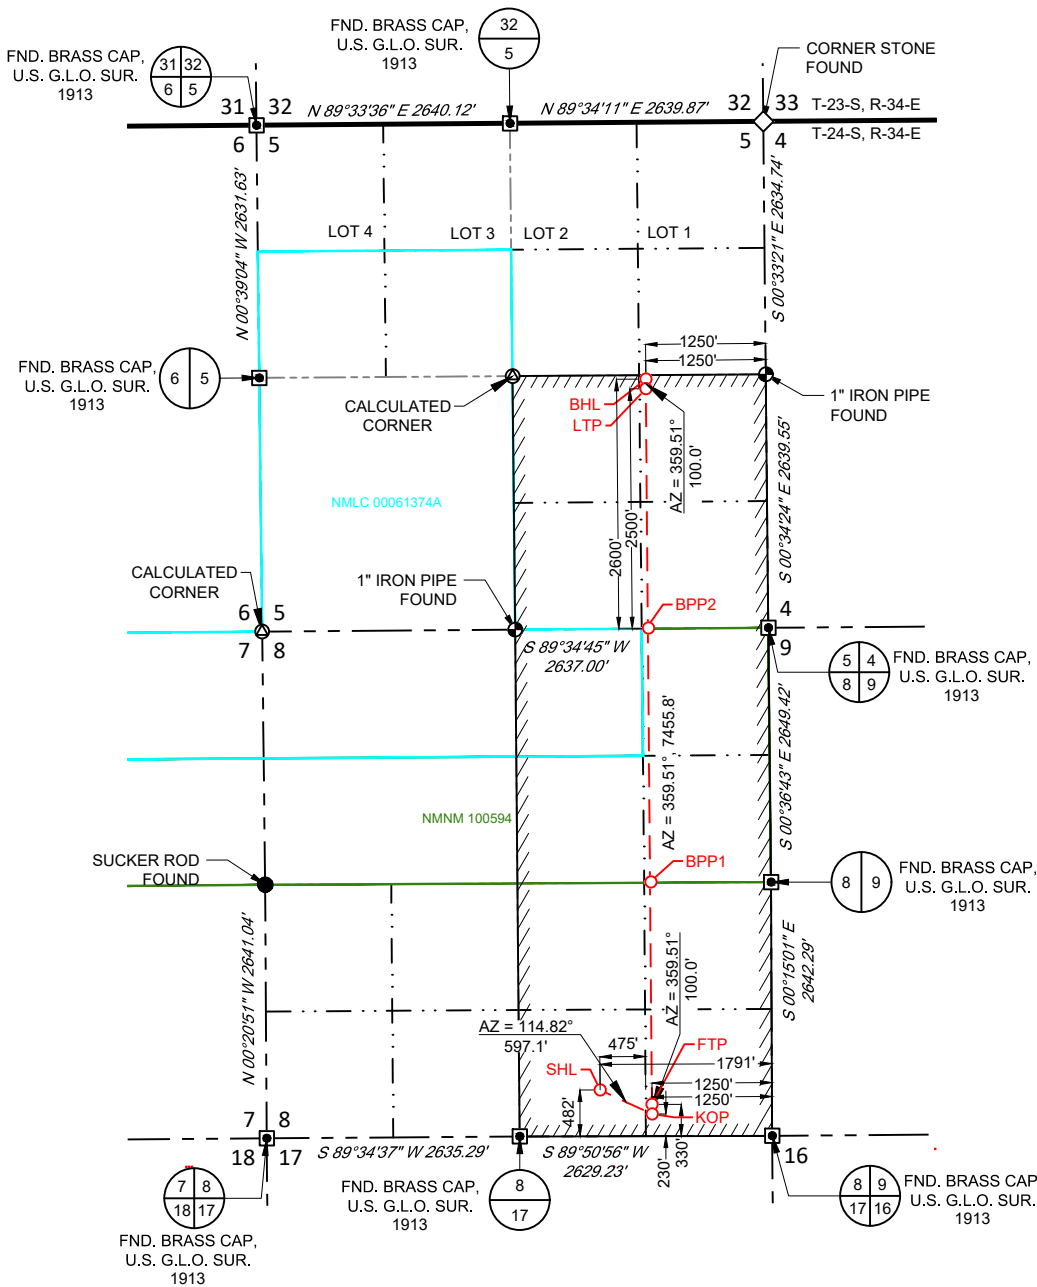 FND. BRASS CAP,
U.S. G.L.O. SUR.
1913
32
5
FND. BRASS CAP,
U.S. G.L.O. SUR.
1913
31 32
6 5
CORNER STONE
FOUND
31 32
N 89°33'36" E 2640.12'
N 89°34'11" E 2639.87'
32 33
T-23-S, R-34-E
6 5
5 4
T-24-S, R-34-E
N 00°39'04" W 2631.63'
S 00°33'21" E 2634.74'
LOT 4
LOT 3
LOT 2
LOT 1
1250'
1250'
FND. BRASS CAP,
U.S. G.L.O. SUR.
1913
6 5
CALCULATED
CORNER
BHL
LTP
1" IRON PIPE
FOUND
AZ = 359.51°
100.0'
S 00°34'24" E 2639.55'
NMLC 00061374A
2600'
2500'
CALCULATED
CORNER
1" IRON PIPE
FOUND
BPP2
6 5
7 8
4
9
S 89°34'45" W
2637.00'
5 4
8 9
FND. BRASS CAP,
U.S. G.L.O. SUR.
1913
AZ = 359.51°, 7455.8'
S 00°36'43" E 2649.42'
NMNM 100594
SUCKER ROD
FOUND
BPP1
8 9
FND. BRASS CAP,
U.S. G.L.O. SUR.
1913
N 00°20'51" W 2641.04'
AZ = 359.51°
100.0'
S 00°15'01" E
2642.29'
AZ = 114.82°
597.1'
475'
FTP
1791'
SHL
1250'
1250'
KOP
482'
230'
330'
7 8
18 17
S 89°34'37" W 2635.29'
S 89°50'56" W
2629.23'
16
7 8
18 17
FND. BRASS CAP,
U.S. G.L.O. SUR.
1913
FND. BRASS CAP,
U.S. G.L.O. SUR.
1913
8
17
8 9
17 16
FND. BRASS CAP
U.S. G.L.O. SUR.
1913